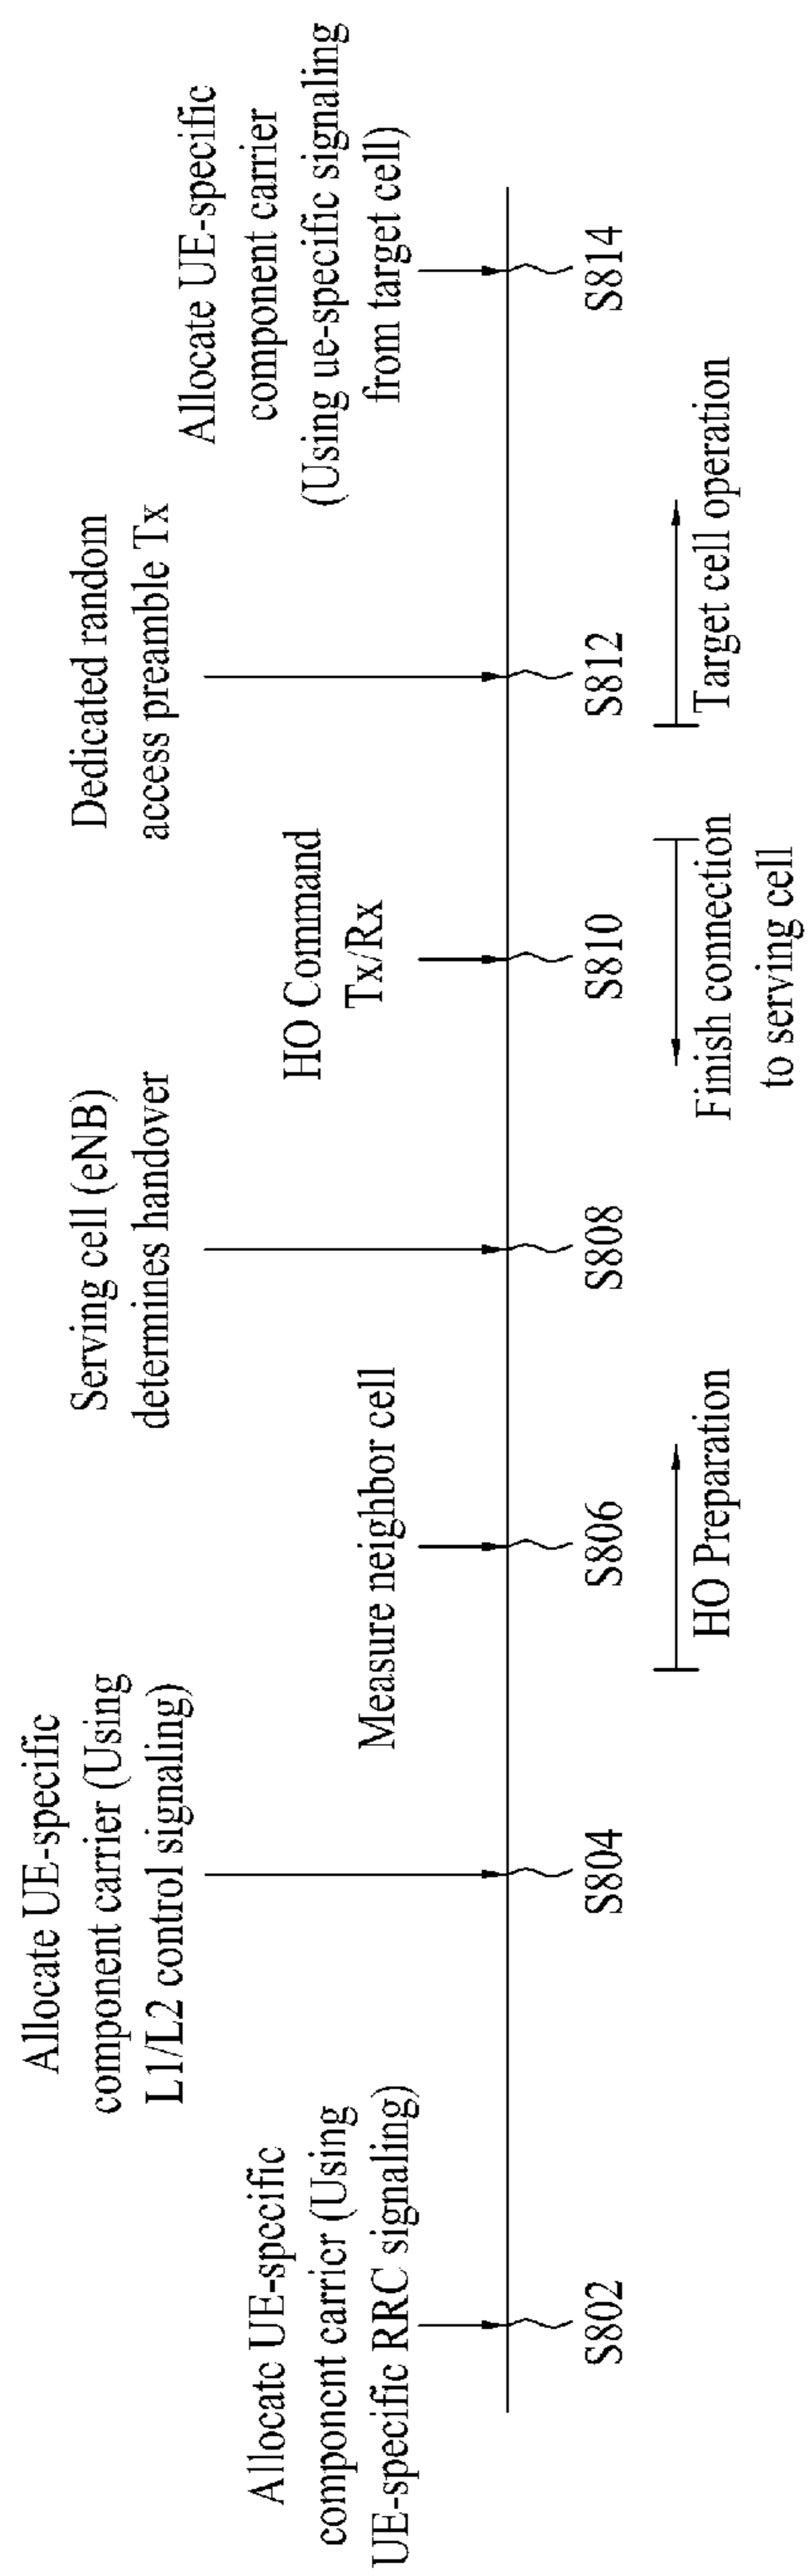 Allocate UE-specific
component carrier (Using
UE-specific RRC signaling)
S802
Allocate UE-specific
component carrier (Using
L1/L2 control signaling)
S804
Measure neighbor cell
S806
HO Preparation
Serving cell (eNB)
determines handover
S808
HO Command
Tx/Rx
S810
Finish connection
to serving cell
Dedicated random
access preamble Tx
S812
Target cell operation
Allocate UE-specific
component carrier
(Using ue-specific signaling
from target cell)
S814